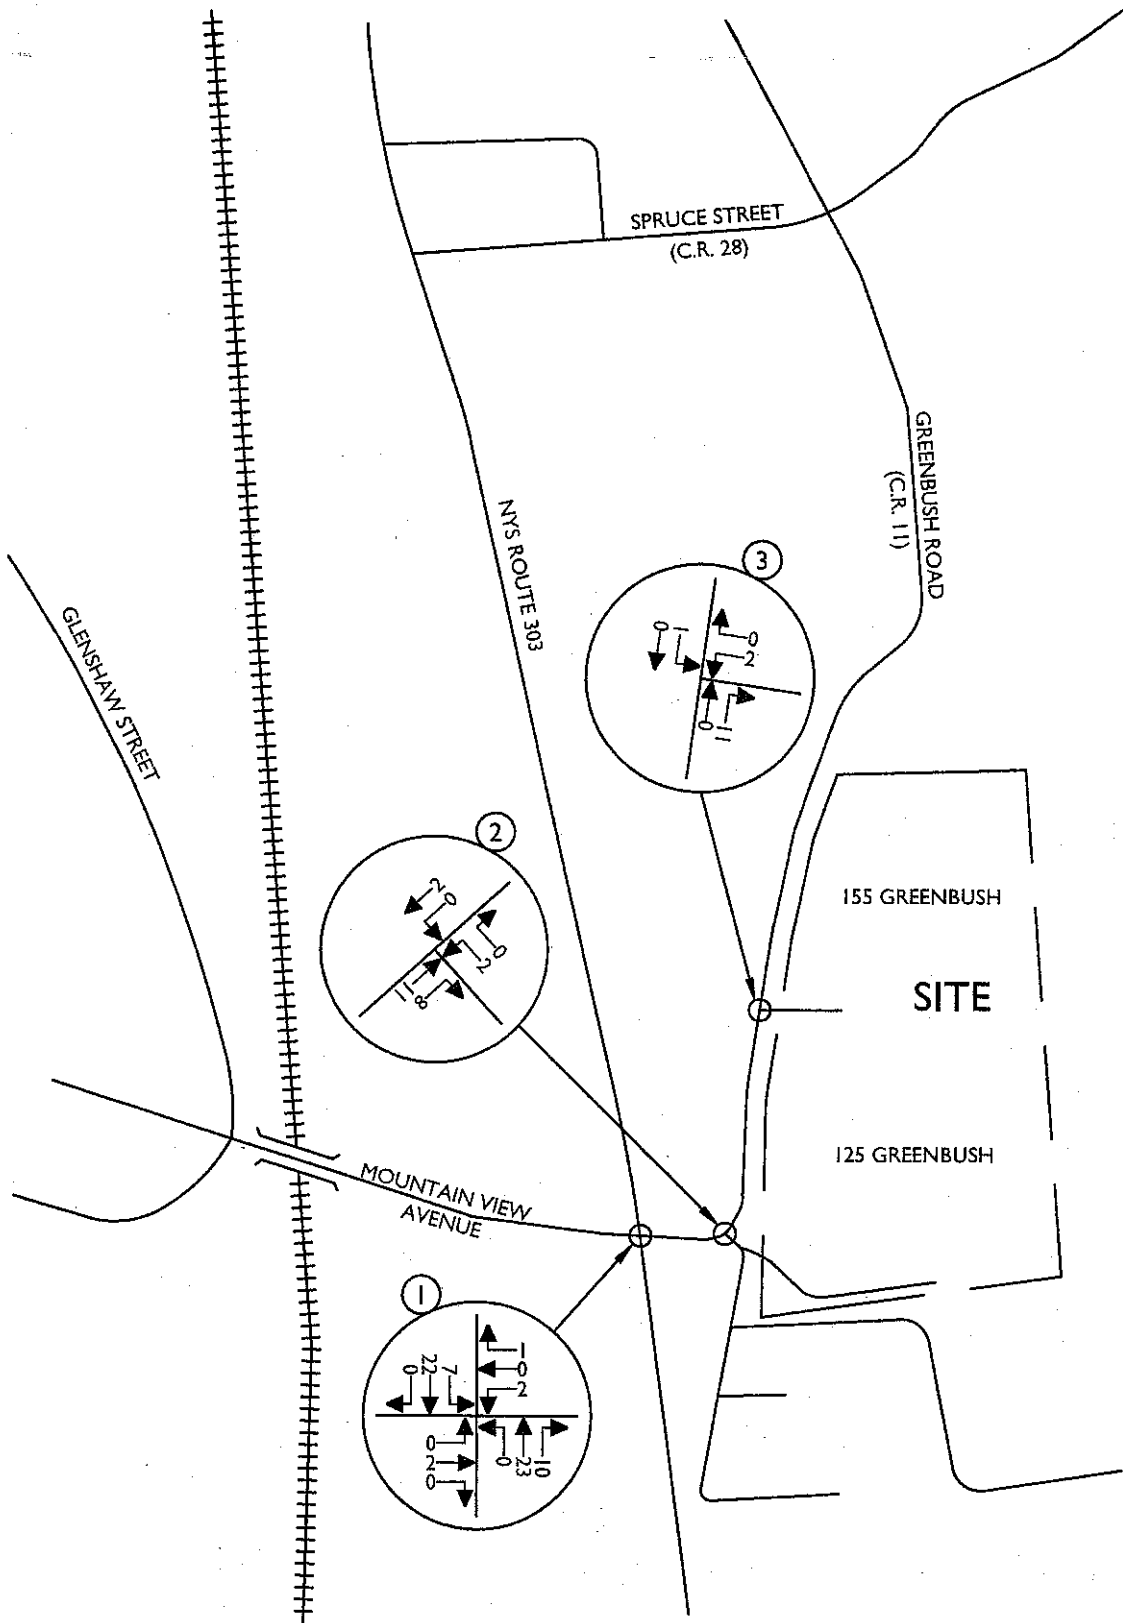 SPRUCE STREET
(C.R. 28)
GREENBUSH ROAD
(C.R. 11)
NYS ROUTE 303
GLENSHAW STREET
3
0
1
0
2
0
11
2
2
0
0
2
11
8
155 GREENBUSH
SITE
125 GREENBUSH
MOUNTAIN VIEW
AVENUE
1
0
22
7
1
0
2
0
2
0
0
23
10